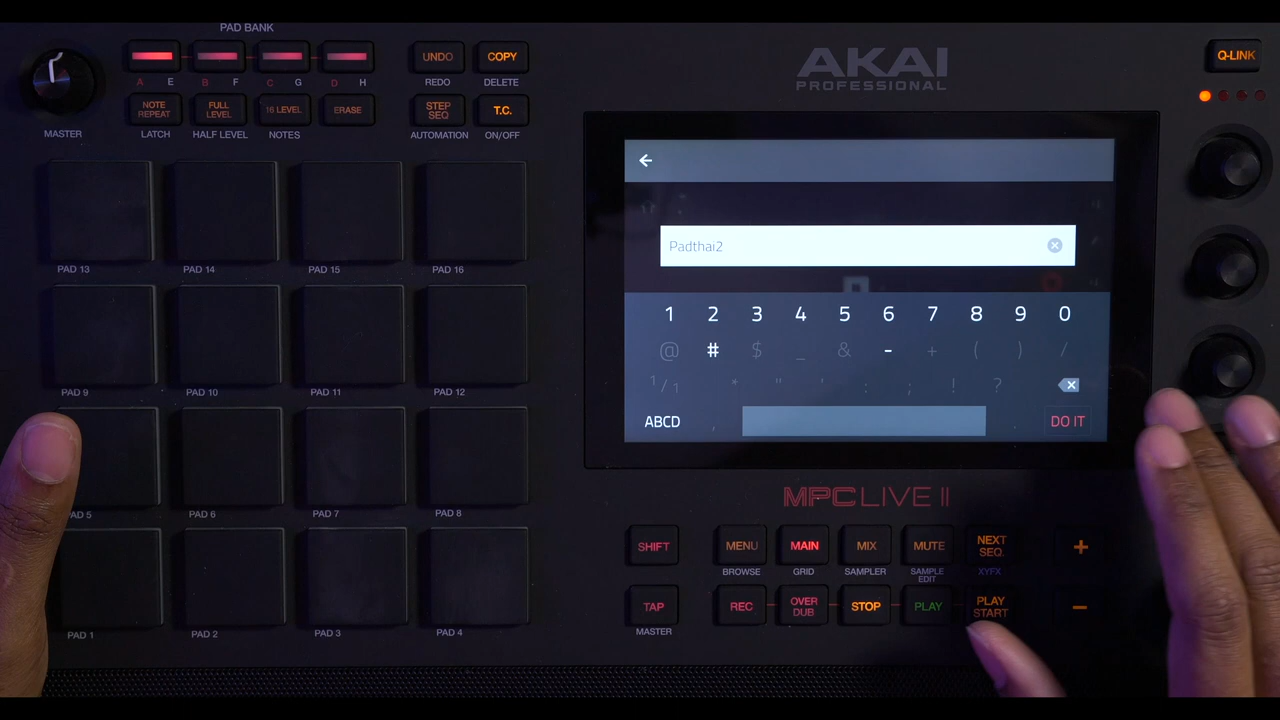 PAD BANK
A E B F C G D H
UNDO COPY
REDO DELETE
NOTE REPEAT FULL LEVEL 16 LEVEL ERASE
STEP SEQ T.C.
MASTER LATCH HALF LEVEL NOTES
AUTOMATION ON/OFF
AKAI
PROFESSIONAL
Q-LINK
PAD 13 PAD 14 PAD 15 PAD 16
PAD 9 PAD 10 PAD 11 PAD 12
PAD 5 PAD 6 PAD 7 PAD 8
PAD 1 PAD 2 PAD 3 PAD 4
Padthai2
1 2 3 4 5 6 7 8 9 0
@ # $ _ & - + ( ) /
1/1 * " ' : ; ! ?
ABCD , . DO IT
MPC LIVE II
SHIFT MENU MAIN MIX MUTE NEXT SEQ. +
BROWSE GRID SAMPLER SAMPLE EDIT XYFX
TAP REC OVER DUB STOP PLAY PLAY START −
MASTER